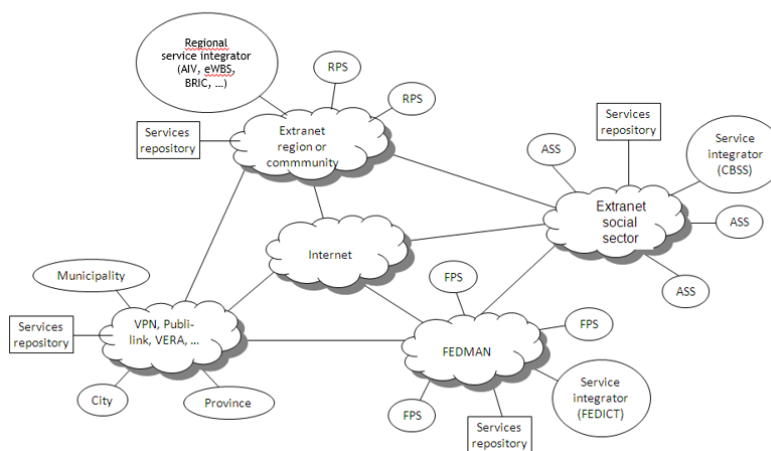 Regional
service integrator
(AIV, eWBS,
BRIC, ...)
RPS
RPS
Services
repository
Extranet
region or
commmunity
Services
repository
ASS
Service
integrator
(CBSS)
Extranet
social
sector
ASS
ASS
Internet
Municipality
Services
repository
VPN, Publi-
link, VERA, ...
City
Province
FPS
FPS
FEDMAN
FPS
Service
integrator
(FEDICT)
Services
repository